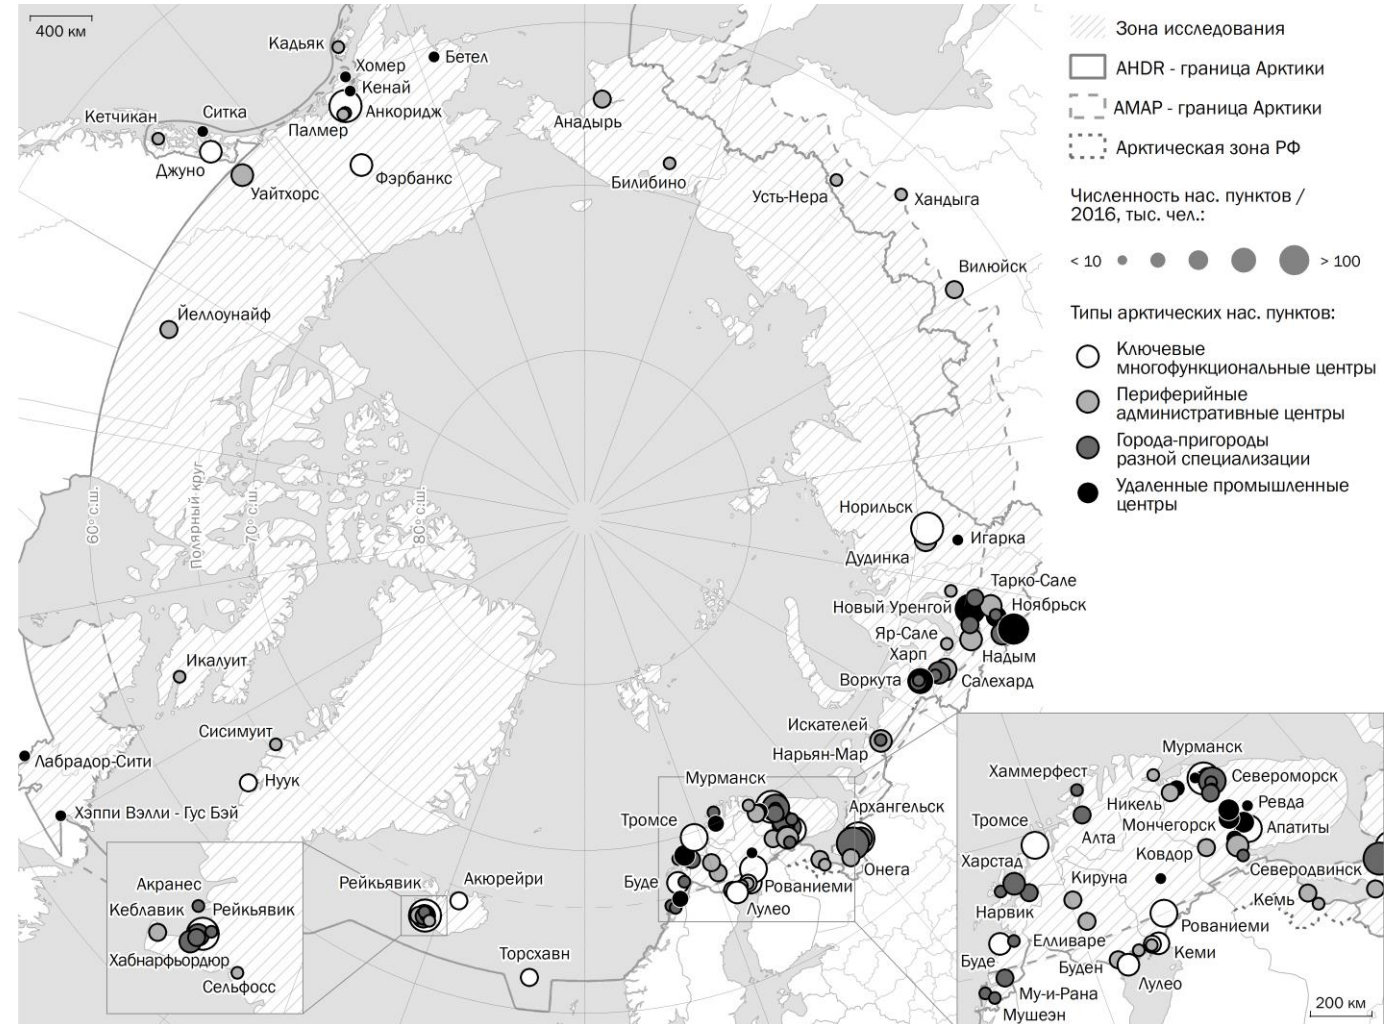 400 км
Кадьяк
Хомер
Бетел
Кенай
Анкоридж
Палмер
Ситка
Кетчикан
Джуно
Уайтхорс
Фэрбанкс
Анадырь
Билибино
Усть-Нера
Хандыга
Вилюйск
Йеллоунайф
60° с.ш.
Полярный круг
70° с.ш.
80° с.ш.
Норильск
Игарка
Дудинка
Тарко-Сале
Новый Уренгой
Ноябрьск
Яр-Сале
Надым
Харп
Воркута
Салехард
Икалуит
Сисимуит
Нуук
Лабрадор-Сити
Хэппи Вэлли - Гус Бэй
Искателей
Нарьян-Мар
Мурманск
Архангельск
Тромсе
Онега
Буде
Рованиеми
Лулео
Рейкьявик
Акюрейри
Торсхавн
Акранес
Кеблавик
Рейкьявик
Хабнарфьордюр
Сельфосс
Зона исследования
AHDR - граница Арктики
AMAP - граница Арктики
Арктическая зона РФ
Численность нас. пунктов /
2016, тыс. чел.:
< 10
> 100
Типы арктических нас. пунктов:
Ключевые
многофункциональные центры
Периферийные
административные центры
Города-пригороды
разной специализации
Удаленные промышленные
центры
Мурманск
Хаммерфест
Североморск
Никель
Ревда
Тромсе
Мончегорск
Апатиты
Алта
Ковдор
Харстад
Кируна
Северодвинск
Кемь
Нарвик
Рованиеми
Елливаре
Кеми
Буде
Буден
Лулео
Му-и-Рана
Мушеэн
200 км